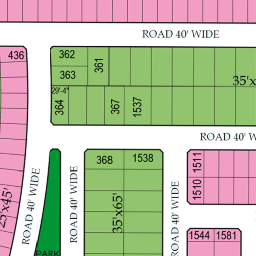 ROAD 40' WIDE
436
362
361
363
35'x
29'-4"
364
367
1537
ROAD 40' W
368
1538
1511
1510
ROAD 40' WIDE
ROAD 40' WIDE
35'x65'
ROAD 40' WIDE
25'x45'
1544
1581
PARK